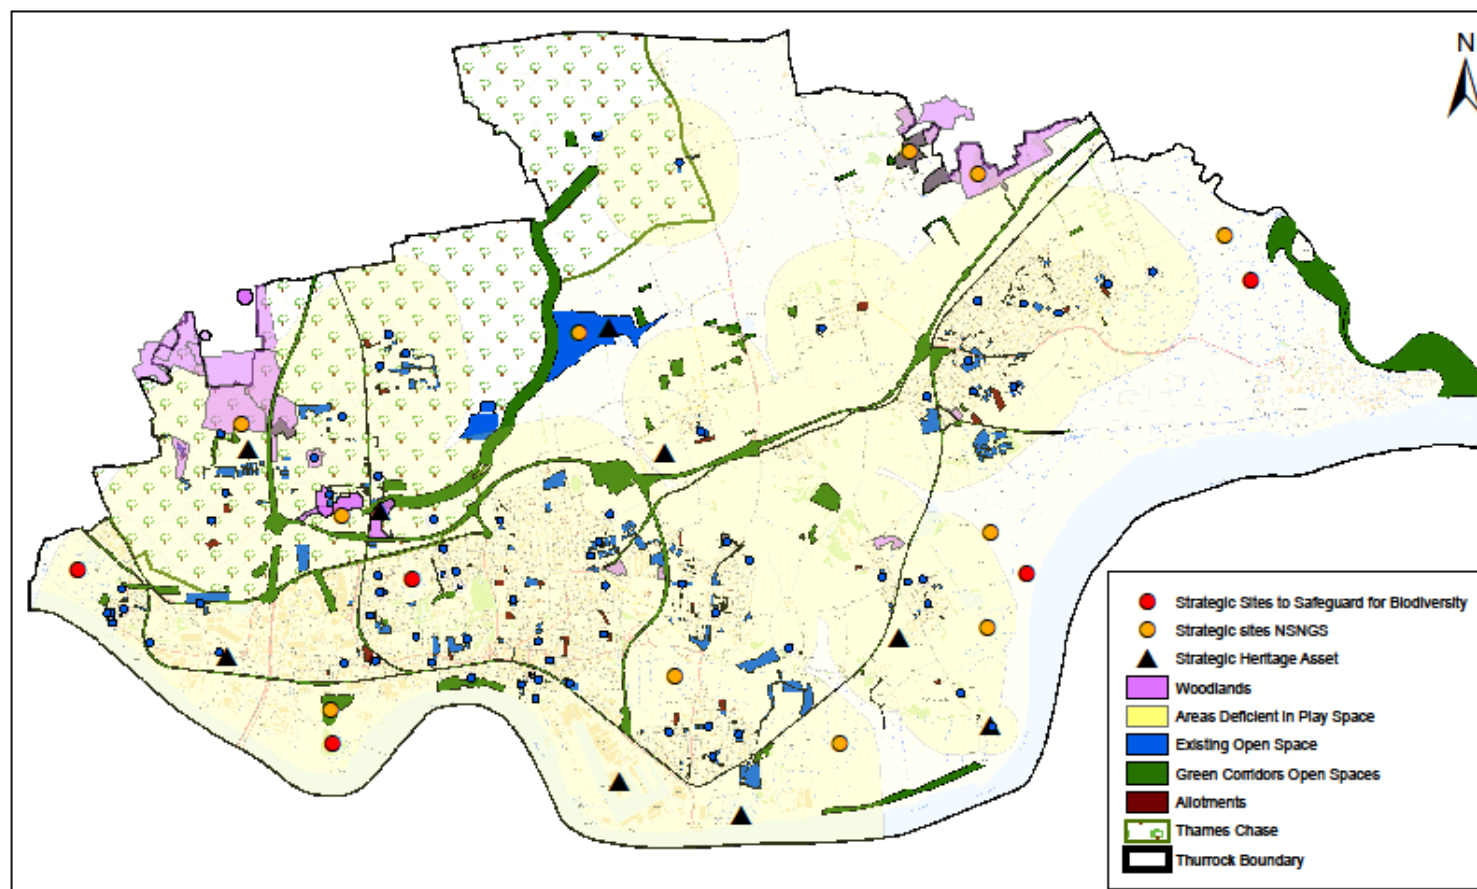 N
Strategic Sites to Safeguard for Biodiversity
Strategic sites NSNGS
Strategic Heritage Asset
Woodlands
Areas Deficient in Play Space
Existing Open Space
Green Corridors Open Spaces
Allotments
Thames Chase
Thurrock Boundary